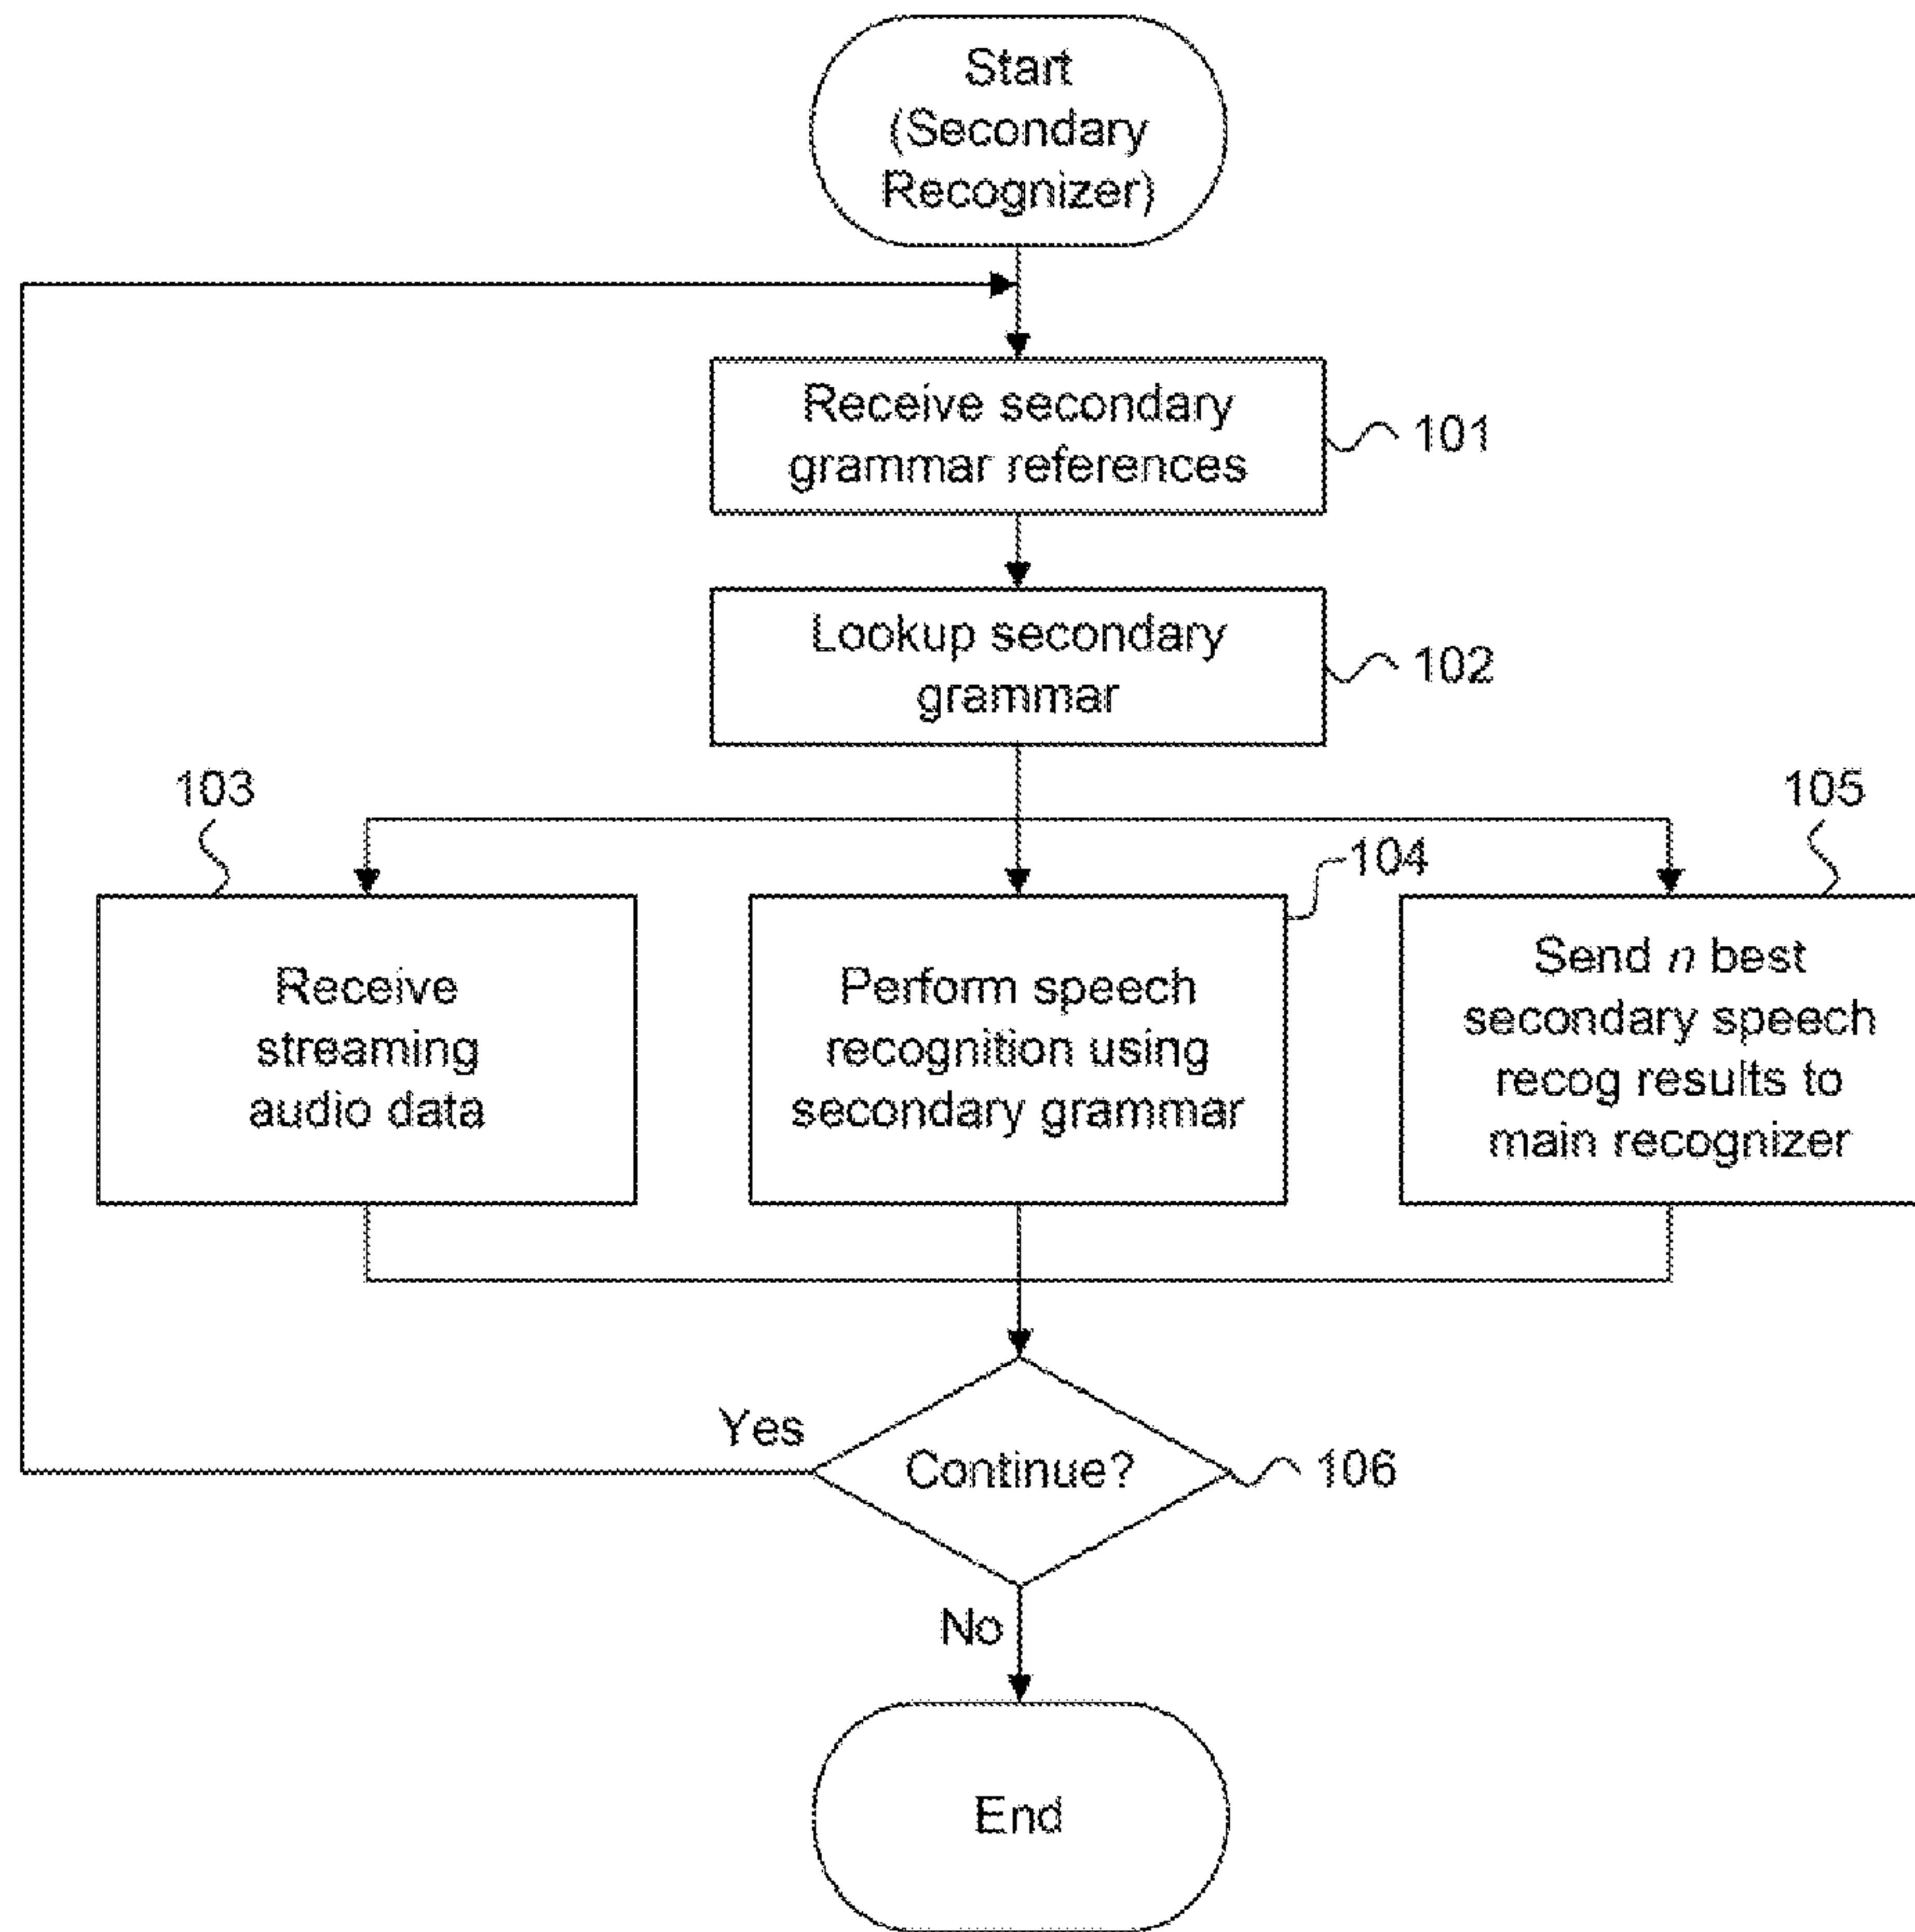 Start
(Secondary
Recognizer)
Receive secondary
grammar references
101
Lookup secondary
grammar
102
103
Receive
streaming
audio data
104
Perform speech
recognition using
secondary grammar
105
Send n best
secondary speech
recog results to
main recognizer
Yes
Continue?
106
No
End